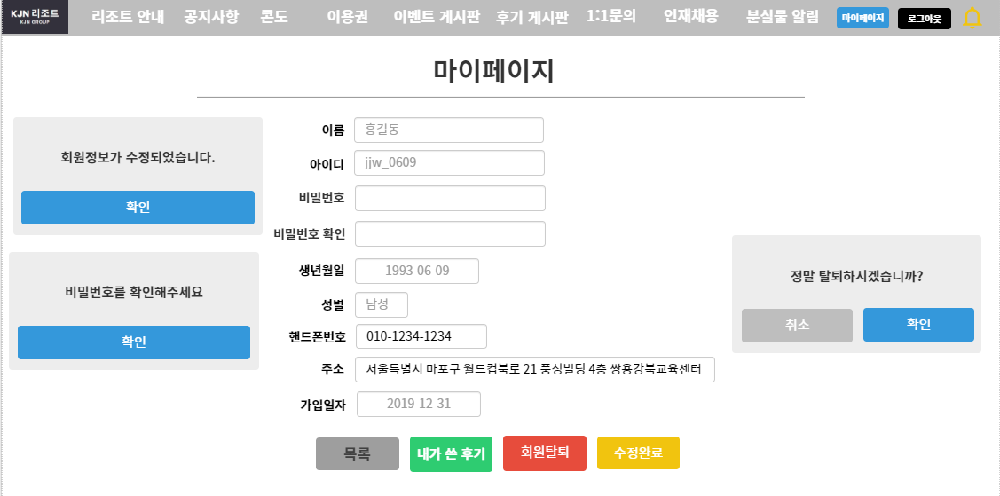 KJN 리조트
KJN GROUP
리조트 안내 공지사항 콘도 이용권 이벤트 게시판 후기 게시판 1:1문의 인재채용 분실물 알림 마이페이지 로그아웃
마이페이지
회원정보가 수정되었습니다.
확인
비밀번호를 확인해주세요
확인
이름 홍길동
아이디 jjw_0609
비밀번호
비밀번호 확인
생년월일 1993-06-09
성별 남성
핸드폰번호 010-1234-1234
주소 서울특별시 마포구 월드컵북로 21 풍성빌딩 4층 쌍용강북교육센터
가입일자 2019-12-31
정말 탈퇴하시겠습니까?
취소 확인
목록 내가 쓴 후기 회원탈퇴 수정완료